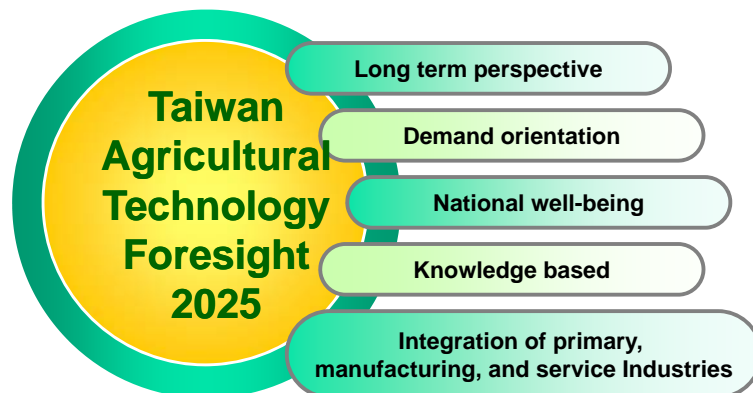 Taiwan
Agricultural
Technology
Foresight
2025
Long term perspective
Demand orientation
National well-being
Knowledge based
Integration of primary,
manufacturing, and service Industries